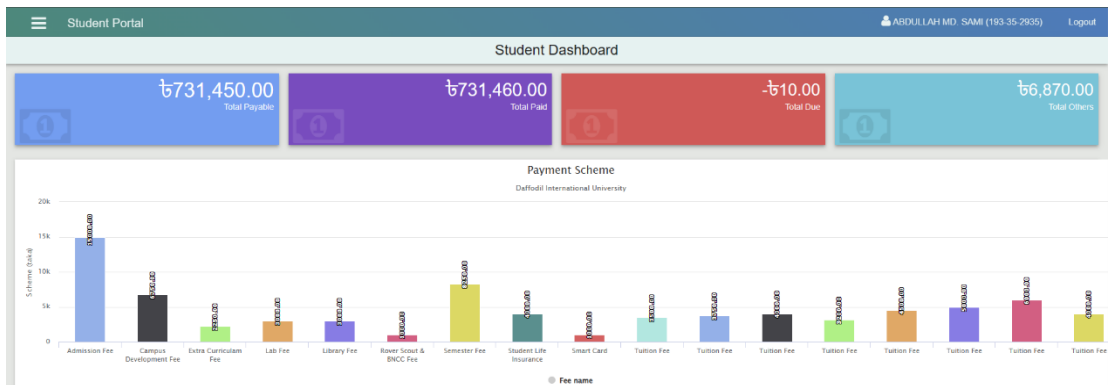 Student Portal
ABDULLAH MD. SAMI (193-35-2935)
Logout
Student Dashboard
৳731,450.00
Total Payable
৳731,460.00
Total Paid
-৳10.00
Total Due
৳6,870.00
Total Others
Payment Scheme
Daffodil International University
Scheme (taka)
20k
15k
10k
5k
0
Admission Fee
Campus
Development Fee
Extra Curriculam
Fee
Lab Fee
Library Fee
Rover Scout &
BNCC Fee
Semester Fee
Student Life
Insurance
Smart Card
Tuition Fee
Tuition Fee
Tuition Fee
Tuition Fee
Tuition Fee
Tuition Fee
Tuition Fee
Tuition Fee
Fee name